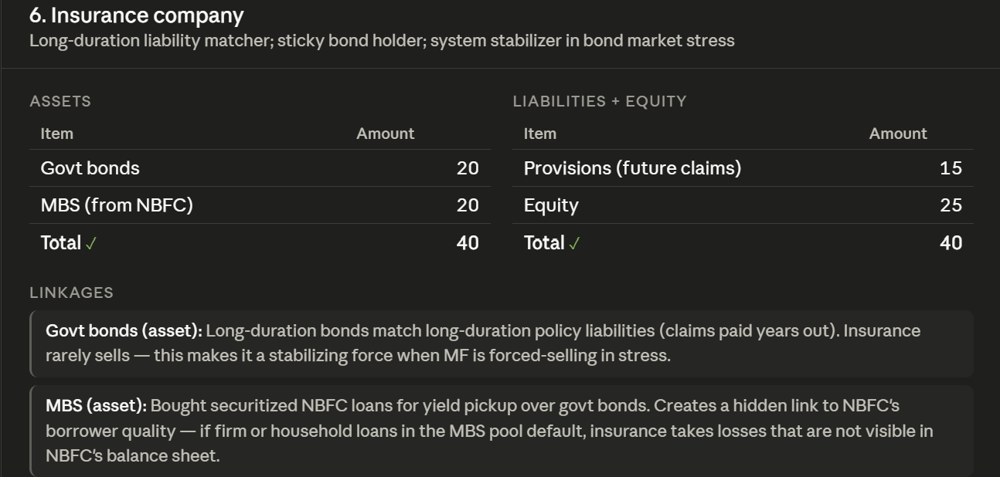 6. Insurance company
Long-duration liability matcher; sticky bond holder; system stabilizer in bond market stress
ASSETS
Item Amount
Govt bonds 20
MBS (from NBFC) 20
Total ✓ 40
LIABILITIES + EQUITY
Item Amount
Provisions (future claims) 15
Equity 25
Total ✓ 40
LINKAGES
Govt bonds (asset): Long-duration bonds match long-duration policy liabilities (claims paid years out). Insurance
rarely sells — this makes it a stabilizing force when MF is forced-selling in stress.
MBS (asset): Bought securitized NBFC loans for yield pickup over govt bonds. Creates a hidden link to NBFC's
borrower quality — if firm or household loans in the MBS pool default, insurance takes losses that are not visible in
NBFC's balance sheet.